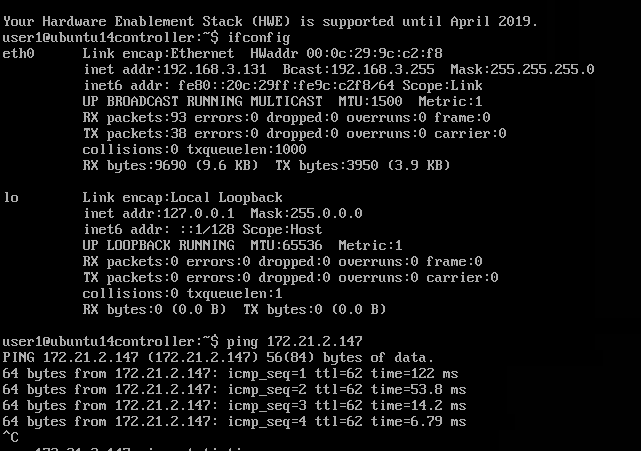 Your Hardware Enablement Stack (HWE) is supported until April 2019.
user1@ubuntu14controller:~$ ifconfig
eth0 Link encap:Ethernet HWaddr 00:0c:29:9c:c2:f8
inet addr:192.168.3.131 Bcast:192.168.3.255 Mask:255.255.255.0
inet6 addr: fe80::20c:29ff:fe9c:c2f8/64 Scope:Link
UP BROADCAST RUNNING MULTICAST MTU:1500 Metric:1
RX packets:93 errors:0 dropped:0 overruns:0 frame:0
TX packets:38 errors:0 dropped:0 overruns:0 carrier:0
collisions:0 txqueuelen:1000
RX bytes:9690 (9.6 KB) TX bytes:3950 (3.9 KB)
lo Link encap:Local Loopback
inet addr:127.0.0.1 Mask:255.0.0.0
inet6 addr: ::1/128 Scope:Host
UP LOOPBACK RUNNING MTU:65536 Metric:1
RX packets:0 errors:0 dropped:0 overruns:0 frame:0
TX packets:0 errors:0 dropped:0 overruns:0 carrier:0
collisions:0 txqueuelen:1
RX bytes:0 (0.0 B) TX bytes:0 (0.0 B)
user1@ubuntu14controller:~$ ping 172.21.2.147
PING 172.21.2.147 (172.21.2.147) 56(84) bytes of data.
64 bytes from 172.21.2.147: icmp_seq=1 ttl=62 time=122 ms
64 bytes from 172.21.2.147: icmp_seq=2 ttl=62 time=53.8 ms
64 bytes from 172.21.2.147: icmp_seq=3 ttl=62 time=14.2 ms
64 bytes from 172.21.2.147: icmp_seq=4 ttl=62 time=6.79 ms
^C